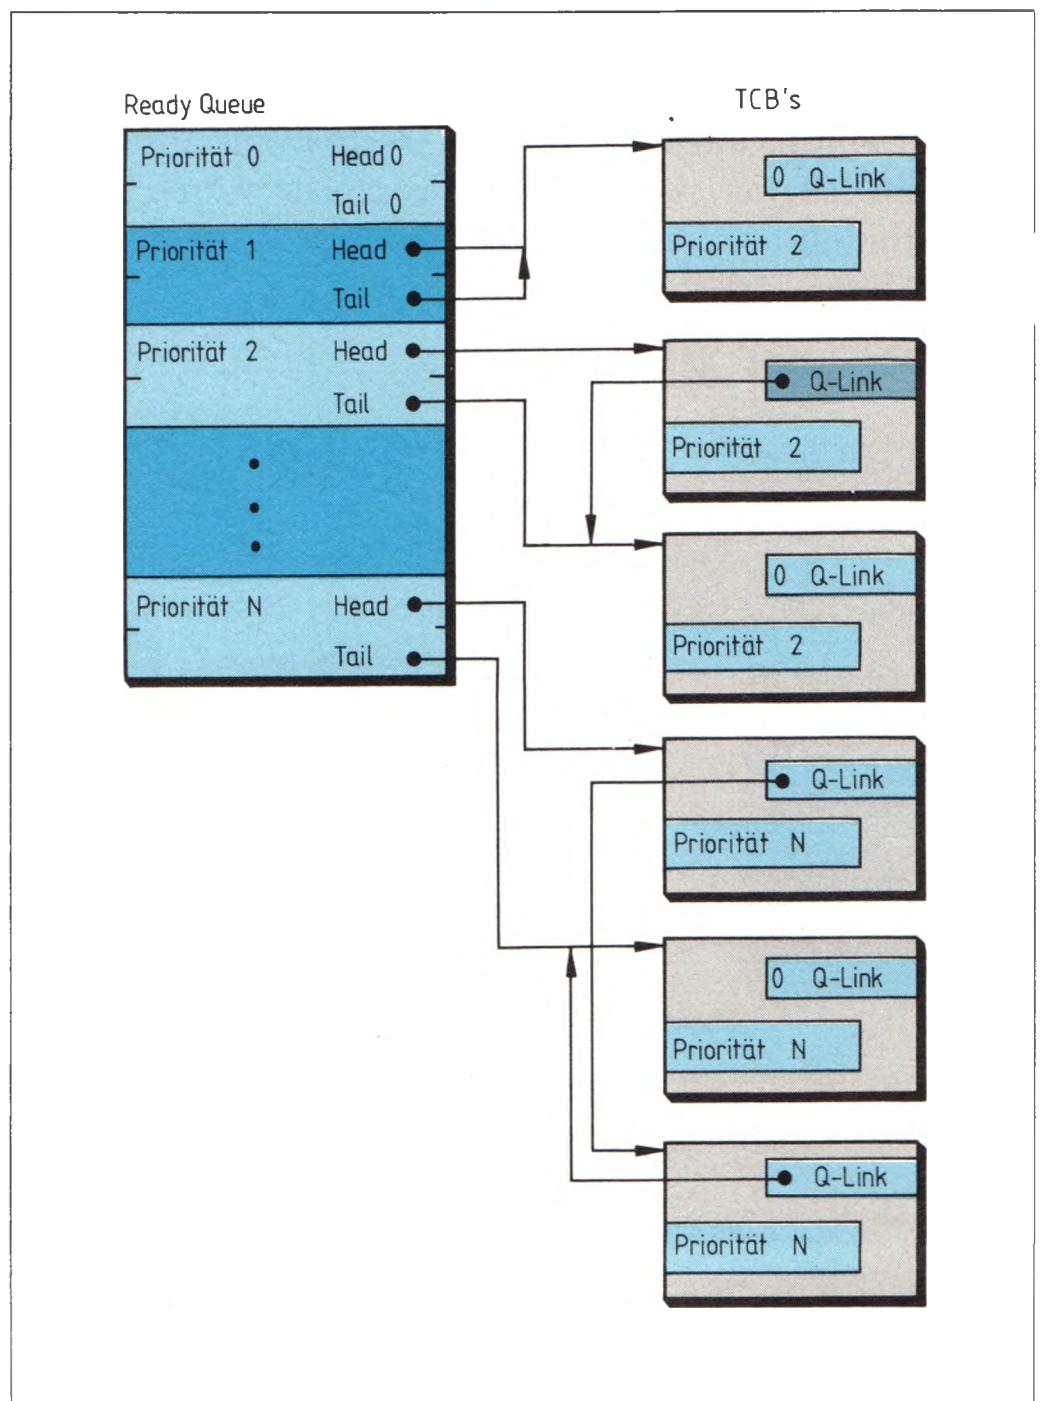 Ready Queue
Priorität 0 Head 0
Tail 0
Priorität 1 Head
Tail
Priorität 2 Head
Tail
Priorität N Head
Tail
TCB's
0 Q-Link
Priorität 2
Q-Link
Priorität 2
0 Q-Link
Priorität 2
Q-Link
Priorität N
0 Q-Link
Priorität N
Q-Link
Priorität N